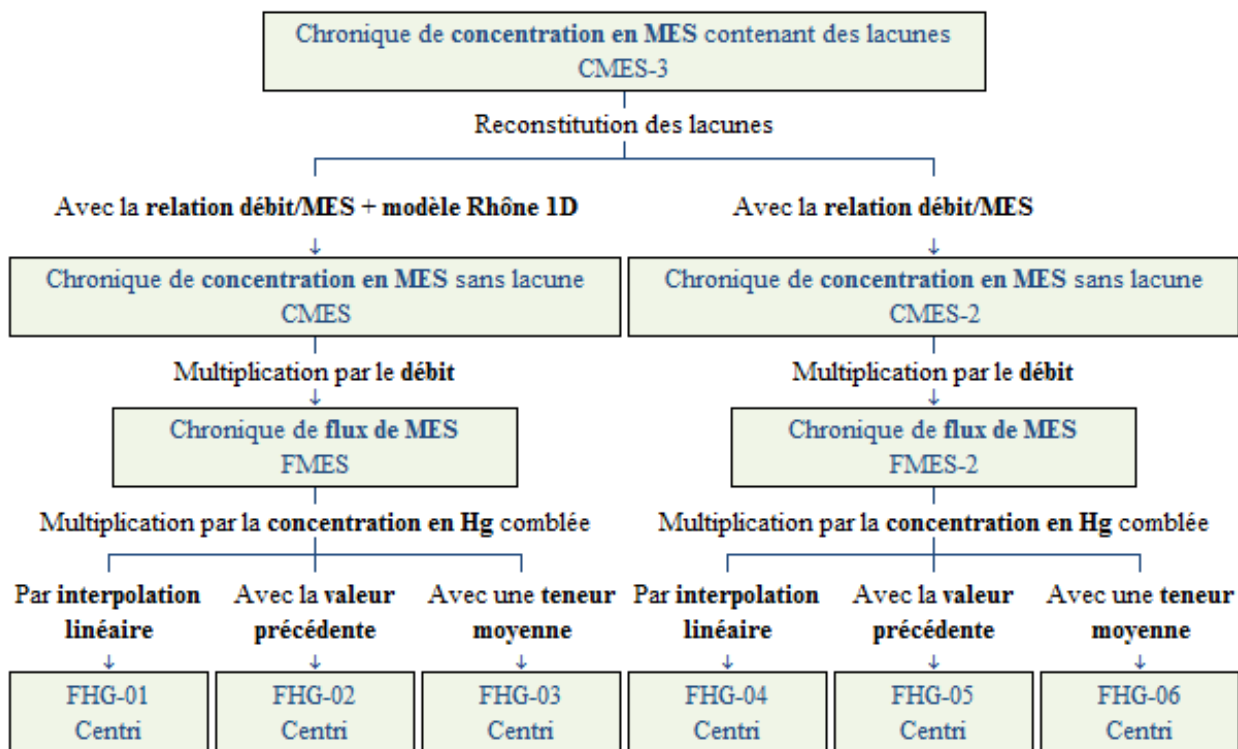 Chronique de concentration en MES contenant des lacunes
CMES-3
Reconstitution des lacunes
Avec la relation débit/MES + modèle Rhône 1D
Avec la relation débit/MES
Chronique de concentration en MES sans lacune
CMES
Chronique de concentration en MES sans lacune
CMES-2
Multiplication par le débit
Multiplication par le débit
Chronique de flux de MES
FMES
Chronique de flux de MES
FMES-2
Multiplication par la concentration en Hg comblée
Multiplication par la concentration en Hg comblée
Par interpolation
linéaire
Avec la valeur
précédente
Avec une teneur
moyenne
Par interpolation
linéaire
Avec la valeur
précédente
Avec une teneur
moyenne
FHG-01
Centri
FHG-02
Centri
FHG-03
Centri
FHG-04
Centri
FHG-05
Centri
FHG-06
Centri